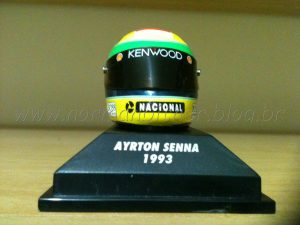 KENWOOD
NACIONAL
AYRTON SENNA
1993